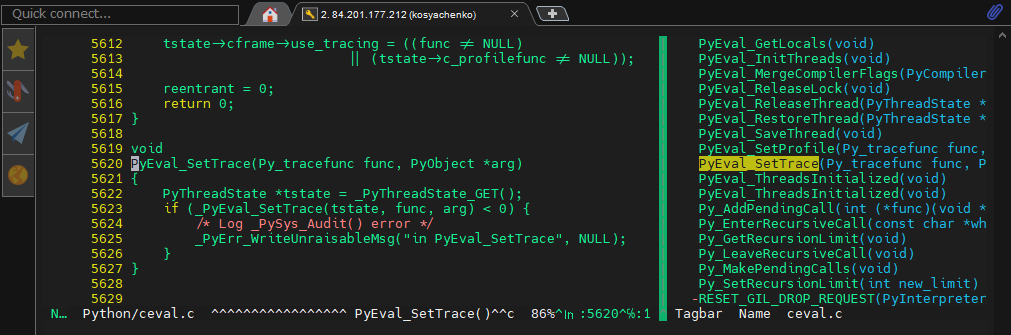 Quick connect...
2. 84.201.177.212 (kosyachenko)
5612 tstate->cframe->use_tracing = ((func ≠ NULL)
5613 || (tstate->c_profilefunc ≠ NULL));
5614
5615 reentrant = 0;
5616 return 0;
5617 }
5618
5619 void
5620 PyEval_SetTrace(Py_tracefunc func, PyObject *arg)
5621 {
5622 PyThreadState *tstate = _PyThreadState_GET();
5623 if (_PyEval_SetTrace(tstate, func, arg) < 0) {
5624 /* Log _PySys_Audit() error */
5625 _PyErr_WriteUnraisableMsg("in PyEval_SetTrace", NULL);
5626 }
5627 }
5628
5629
N… Python/ceval.c ^^^^^^^^^^^^^^^^^ PyEval_SetTrace()^^c 86%^㏑:5620^℅:1
PyEval_GetLocals(void)
PyEval_InitThreads(void)
PyEval_MergeCompilerFlags(PyCompiler
PyEval_ReleaseLock(void)
PyEval_ReleaseThread(PyThreadState *
PyEval_RestoreThread(PyThreadState *
PyEval_SaveThread(void)
PyEval_SetProfile(Py_tracefunc func,
PyEval_SetTrace(Py_tracefunc func, P
PyEval_ThreadsInitialized(void)
PyEval_ThreadsInitialized(void)
Py_AddPendingCall(int (*func)(void *
Py_EnterRecursiveCall(const char *wh
Py_GetRecursionLimit(void)
Py_LeaveRecursiveCall(void)
Py_MakePendingCalls(void)
Py_SetRecursionLimit(int new_limit)
-RESET_GIL_DROP_REQUEST(PyInterpreter
Tagbar Name ceval.c